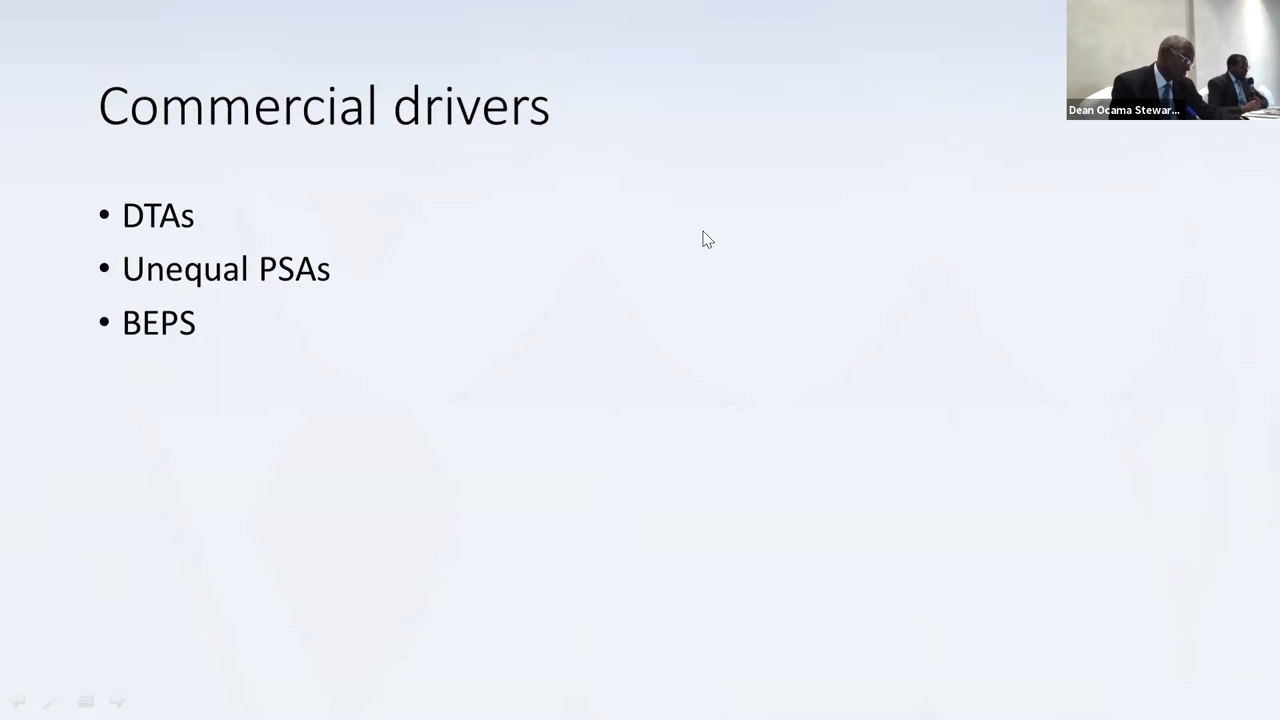 Commercial drivers
• DTAs
• Unequal PSAs
• BEPS
Dean Ocama Stewar...